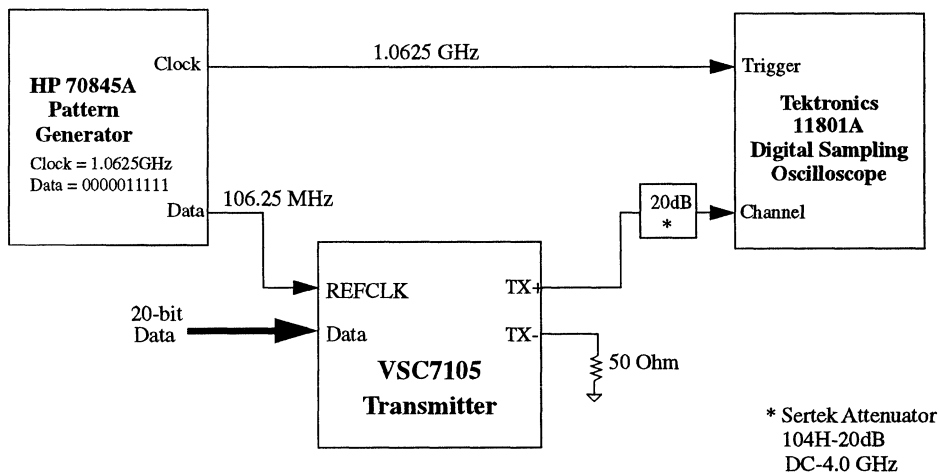 Clock
1.0625 GHz
Trigger
HP 70845A
Pattern
Generator
Clock = 1.0625GHz
Data = 0000011111
Data
106.25 MHz
Tektronics
11801A
Digital Sampling
Oscilloscope
Channel
20dB
*
REFCLK
TX+
20-bit
Data
Data
TX-
50 Ohm
VSC7105
Transmitter
* Sertek Attenuator
104H-20dB
DC-4.0 GHz